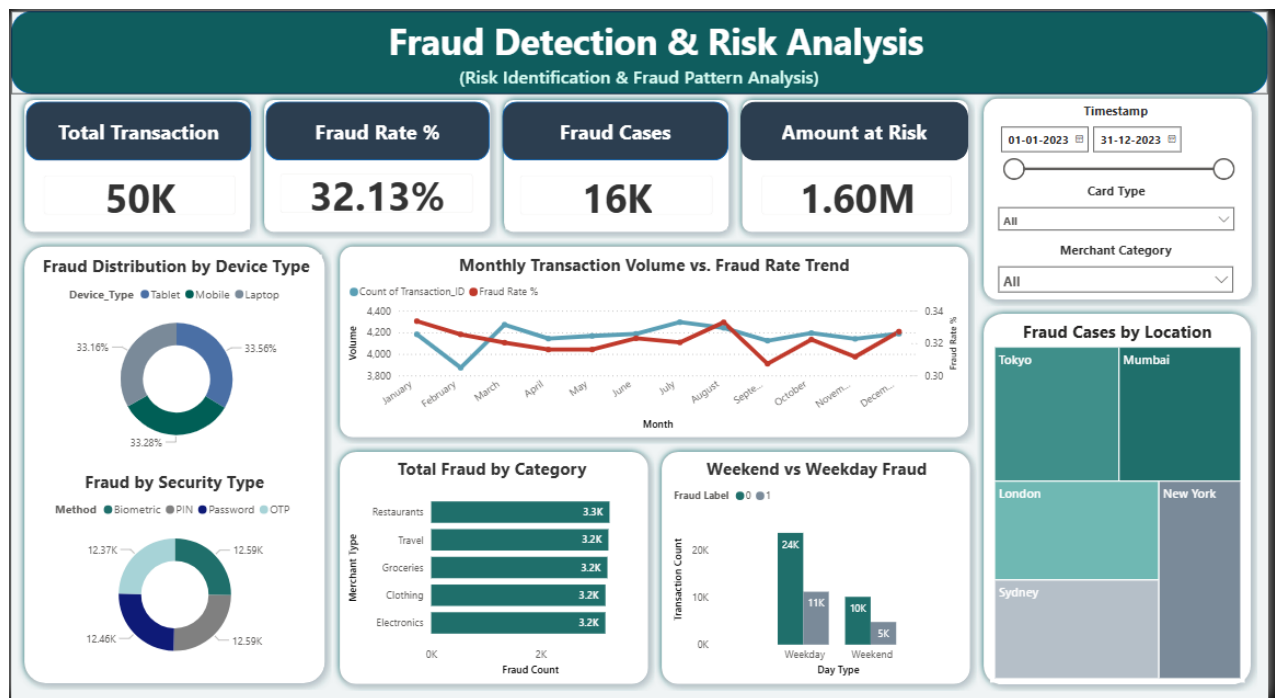 Fraud Detection & Risk Analysis
(Risk Identification & Fraud Pattern Analysis)
Total Transaction
50K
Fraud Rate %
32.13%
Fraud Cases
16K
Amount at Risk
1.60M
Timestamp
01-01-2023
31-12-2023
Card Type
All
Merchant Category
All
Fraud Distribution by Device Type
Device_Type Tablet Mobile Laptop
33.16%
33.56%
33.28%
Fraud by Security Type
Method Biometric PIN Password OTP
12.37K
12.59K
12.46K
12.59K
Monthly Transaction Volume vs. Fraud Rate Trend
Count of Transaction_ID Fraud Rate %
Volume
4,400
4,200
4,000
3,800
0.34
0.32
0.30
Fraud Rate %
January
February
March
April
May
June
July
August
Septe...
October
Novem...
Decem...
Month
Total Fraud by Category
Merchant Type
Restaurants 3.3K
Travel 3.2K
Groceries 3.2K
Clothing 3.2K
Electronics 3.2K
0K 2K
Fraud Count
Weekend vs Weekday Fraud
Fraud Label 0 1
Transaction Count
20K
10K
0K
24K
11K
10K
5K
Weekday Weekend
Day Type
Fraud Cases by Location
Tokyo
Mumbai
London
New York
Sydney